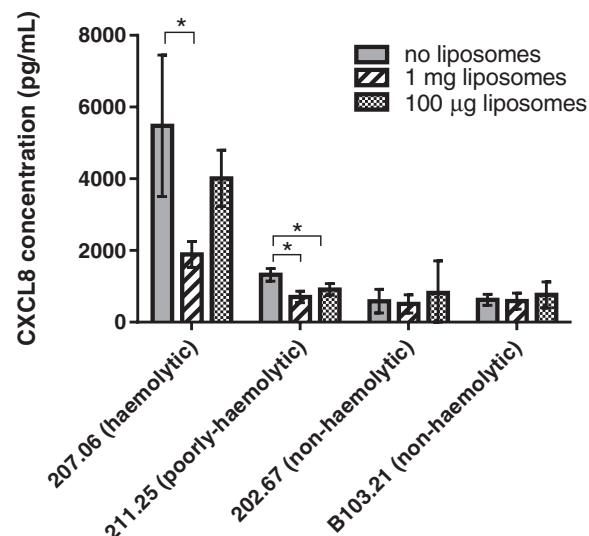 CXCL8 concentration (pg/mL)
8000
6000
4000
2000
0
*
*
*
no liposomes
1 mg liposomes
100 μg liposomes
207.06 (haemolytic)
211.25 (poorly-haemolytic)
202.67 (non-haemolytic)
B103.21 (non-haemolytic)